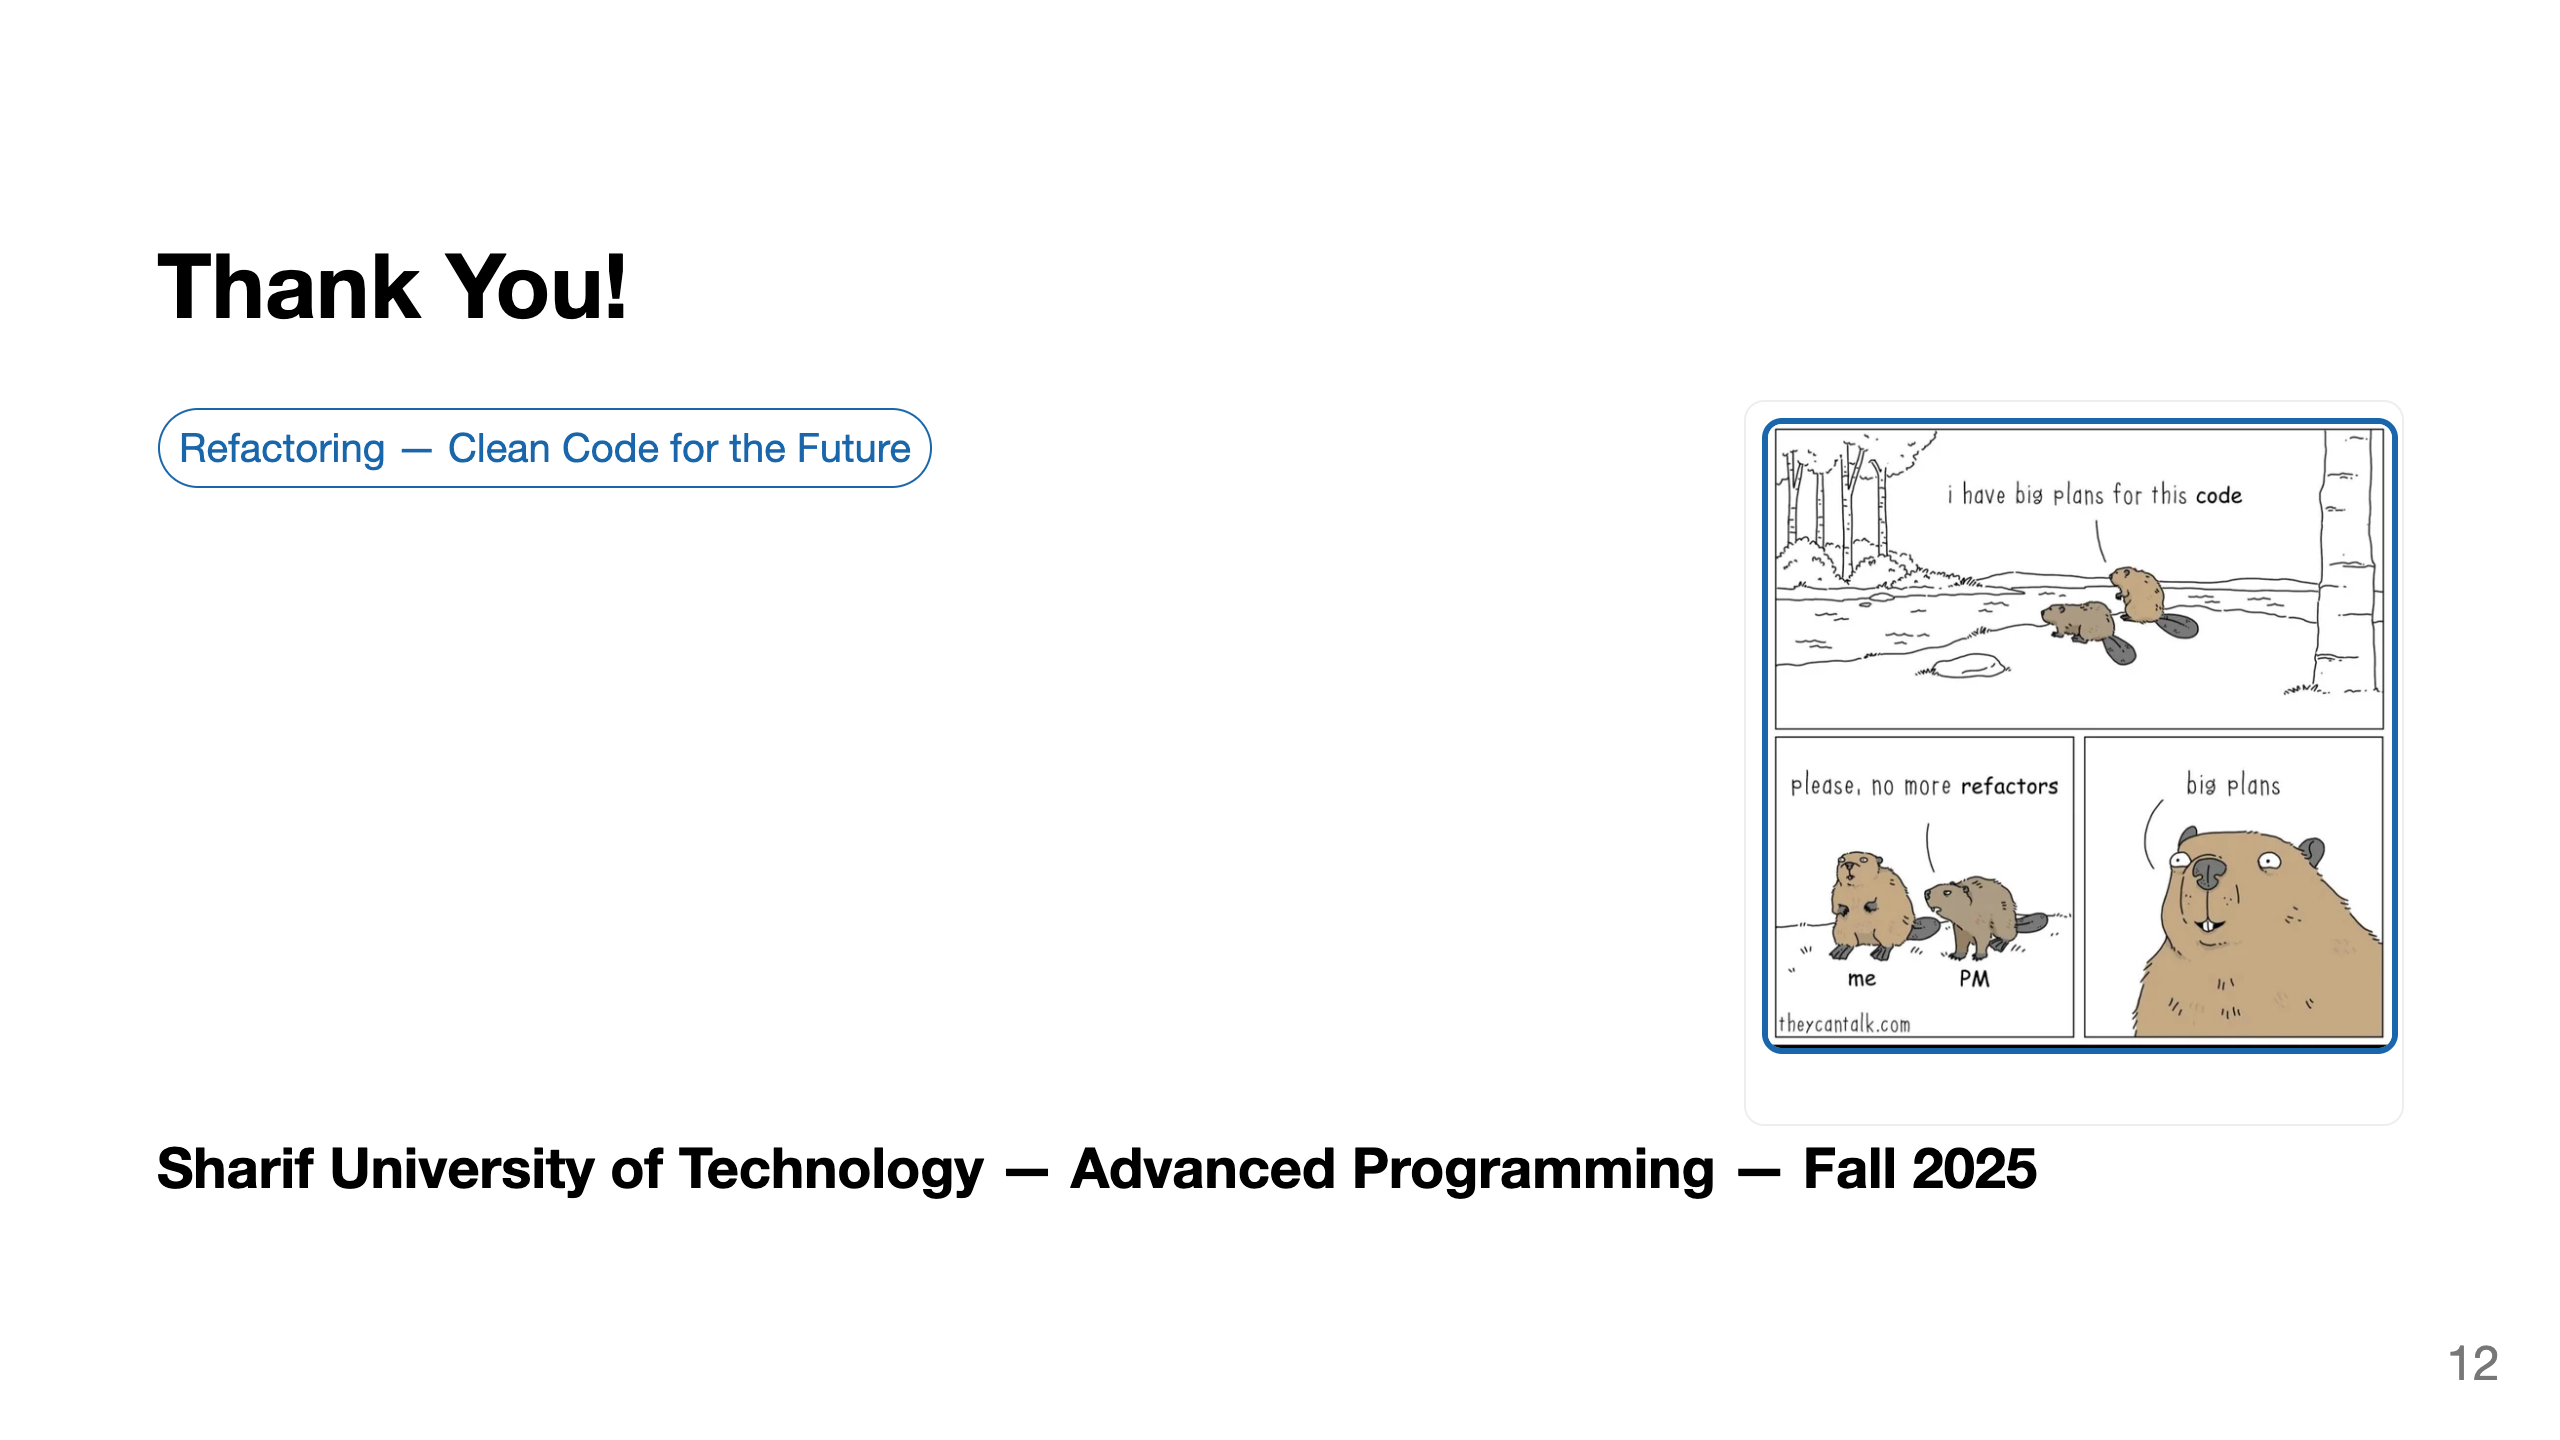 Thank You!
Refactoring — Clean Code for the Future
i have big plans for this code
please, no more refactors
big plans
me
PM
theycantalk.com
Sharif University of Technology — Advanced Programming — Fall 2025
12